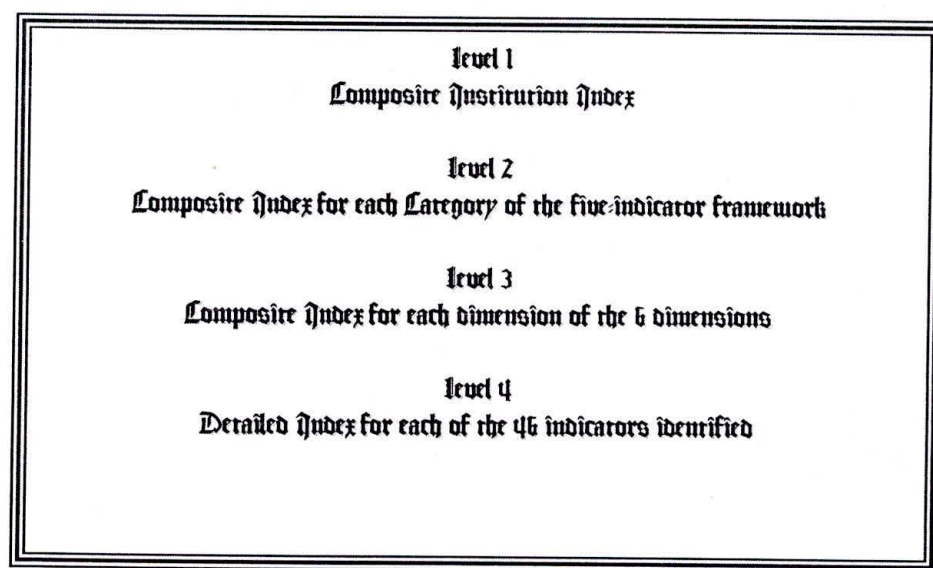 Level 1
Composite Institution Index
Level 2
Composite Index for each Category of the five-indicator framework
Level 3
Composite Index for each dimension of the 6 dimensions
Level 4
Detailed Index for each of the 46 indicators identified